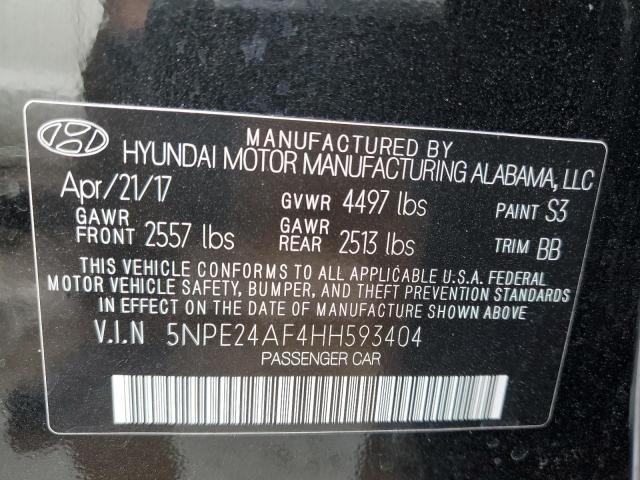 MANUFACTURED BY
HYUNDAI MOTOR MANUFACTURING ALABAMA, LLC
Apr/21/17 GVWR 4497 lbs PAINT S3
GAWR FRONT 2557 lbs GAWR REAR 2513 lbs TRIM BB
THIS VEHICLE CONFORMS TO ALL APPLICABLE U.S.A. FEDERAL
MOTOR VEHICLE SAFETY, BUMPER, AND THEFT PREVENTION STANDARDS
IN EFFECT ON THE DATE OF MANUFACTURE SHOWN ABOVE
V.I.N 5NPE24AF4HH593404
PASSENGER CAR